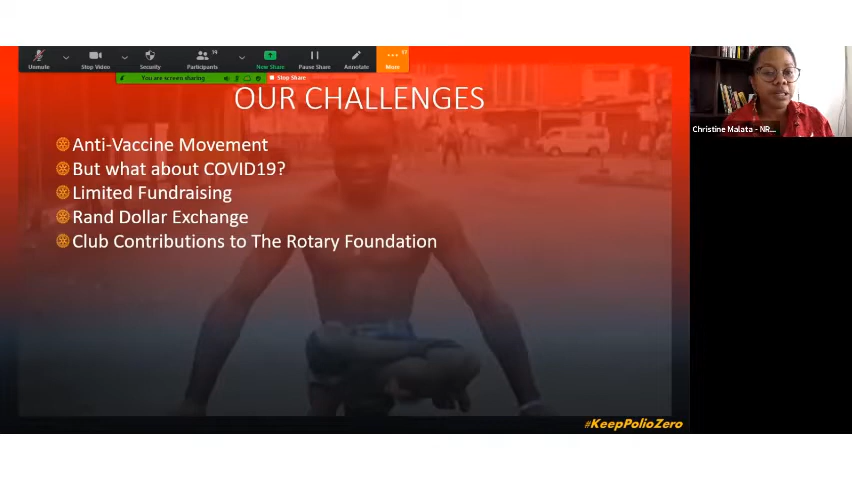 39
57
Unmute
Stop Video
Security
Participants
New Share
Pause Share
Annotate
More
You are screen sharing
Stop Share
OUR CHALLENGES
Anti-Vaccine Movement
But what about COVID19?
Limited Fundraising
Rand Dollar Exchange
Club Contributions to The Rotary Foundation
#KeepPolioZero
Christine Malata - NR...